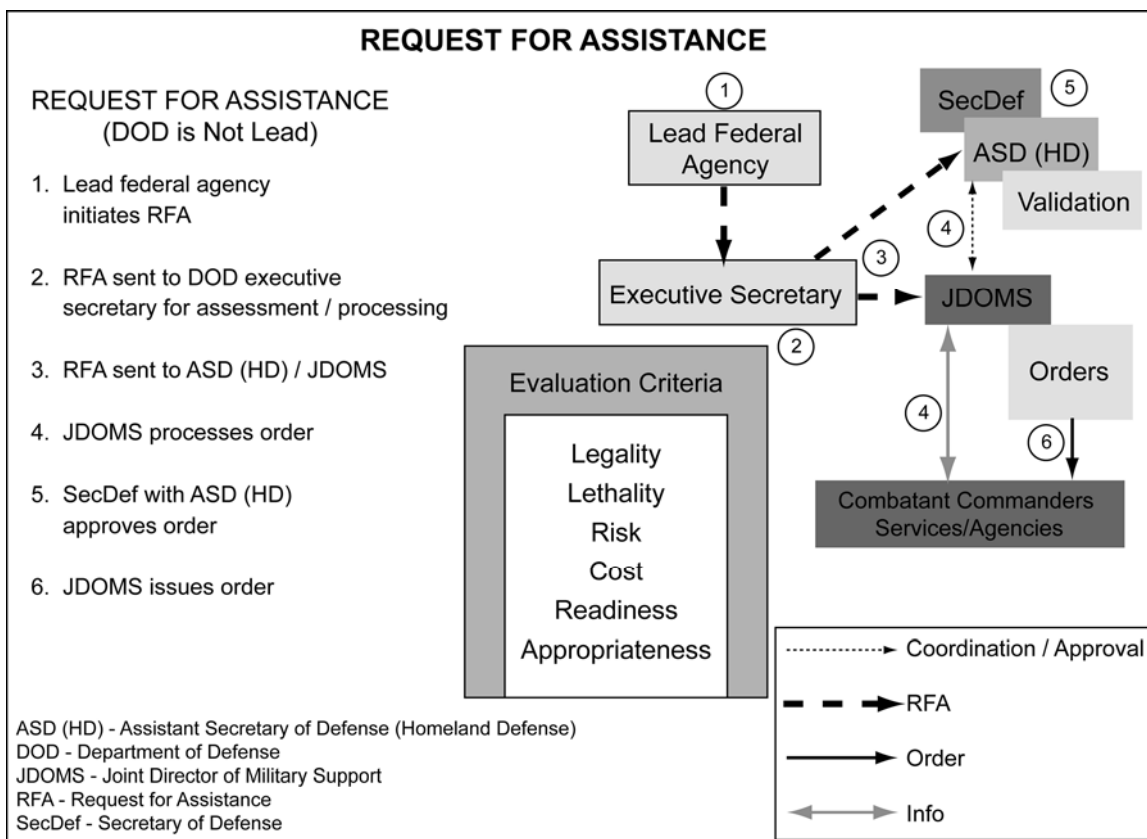 REQUEST FOR ASSISTANCE
REQUEST FOR ASSISTANCE
(DOD is Not Lead)
1. Lead federal agency
initiates RFA
2. RFA sent to DOD executive
secretary for assessment / processing
3. RFA sent to ASD (HD) / JDOMS
4. JDOMS processes order
5. SecDef with ASD (HD)
approves order
6. JDOMS issues order
1
Lead Federal
Agency
Executive Secretary
2
3
SecDef
5
ASD (HD)
Validation
4
JDOMS
Orders
4
6
Combatant Commanders
Services/Agencies
Evaluation Criteria
Legality
Lethality
Risk
Cost
Readiness
Appropriateness
Coordination / Approval
RFA
Order
Info
ASD (HD) - Assistant Secretary of Defense (Homeland Defense)
DOD - Department of Defense
JDOMS - Joint Director of Military Support
RFA - Request for Assistance
SecDef - Secretary of Defense